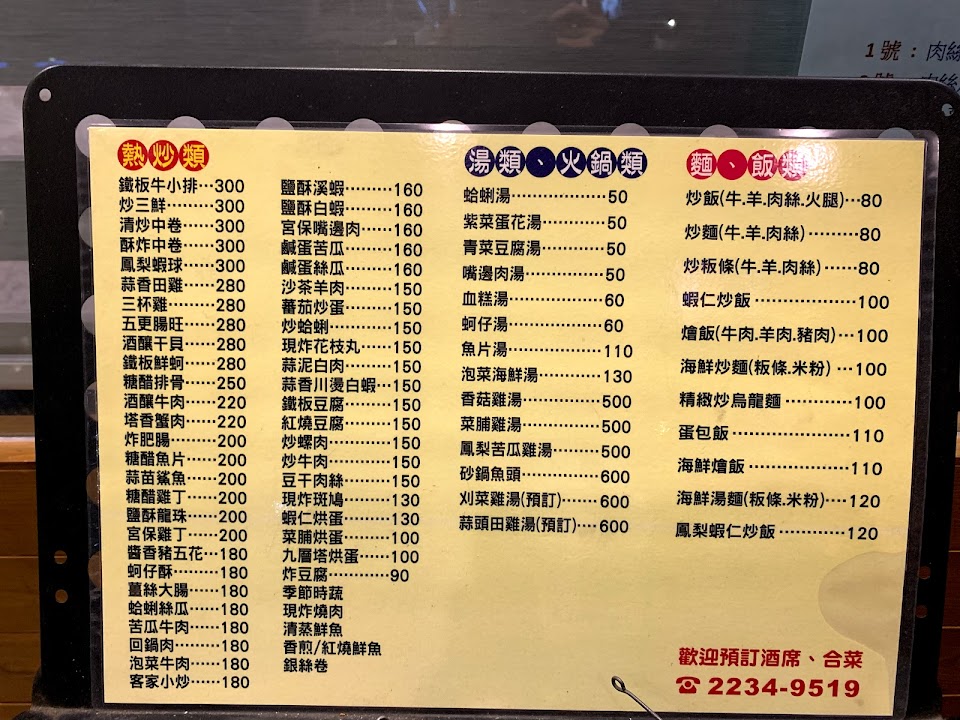 1號：肉絲
熱炒類
鐵板牛小排…300
炒三鮮………300
清炒中卷……300
酥炸中卷……300
鳳梨蝦球……300
蒜香田雞……280
三杯雞………280
五更腸旺……280
酒釀干貝……280
鐵板鮮蚵……280
糖醋排骨……250
酒釀牛肉……220
塔香蟹肉……220
炸肥腸………200
糖醋魚片……200
蒜苗鯊魚……200
糖醋雞丁……200
鹽酥龍珠……200
宮保雞丁……200
醬香豬五花…180
蚵仔酥………180
薑絲大腸……180
蛤蜊絲瓜……180
苦瓜牛肉……180
回鍋肉………180
泡菜牛肉……180
客家小炒……180
鹽酥溪蝦………160
鹽酥白蝦………160
宮保嘴邊肉……160
鹹蛋苦瓜………160
鹹蛋絲瓜………160
沙茶羊肉………150
蕃茄炒蛋………150
炒蛤蜊…………150
現炸花枝丸……150
蒜泥白肉………150
蒜香川燙白蝦…150
鐵板豆腐………150
紅燒豆腐………150
炒螺肉…………150
炒牛肉…………150
豆干肉絲………150
現炸斑鳩………130
蝦仁烘蛋………130
菜脯烘蛋………100
九層塔烘蛋……100
炸豆腐…………90
季節時蔬
現炸燒肉
清蒸鮮魚
香煎/紅燒鮮魚
銀絲卷
湯類、火鍋類
蛤蜊湯……………50
紫菜蛋花湯………50
青菜豆腐湯………50
嘴邊肉湯…………50
血糕湯……………60
蚵仔湯……………60
魚片湯……………110
泡菜海鮮湯………130
香菇雞湯…………500
菜脯雞湯…………500
鳳梨苦瓜雞湯……500
砂鍋魚頭…………600
刈菜雞湯(預訂)……600
蒜頭田雞湯(預訂)…600
麵、飯類
炒飯(牛.羊.肉絲.火腿)…80
炒麵(牛.羊.肉絲)………80
炒粄條(牛.羊.肉絲)……80
蝦仁炒飯………………100
燴飯(牛肉.羊肉.豬肉)…100
海鮮炒麵(粄條.米粉)…100
精緻炒烏龍麵…………100
蛋包飯…………………110
海鮮燴飯………………110
海鮮湯麵(粄條.米粉)…120
鳳梨蝦仁炒飯…………120
歡迎預訂酒席、合菜
☎2234-9519